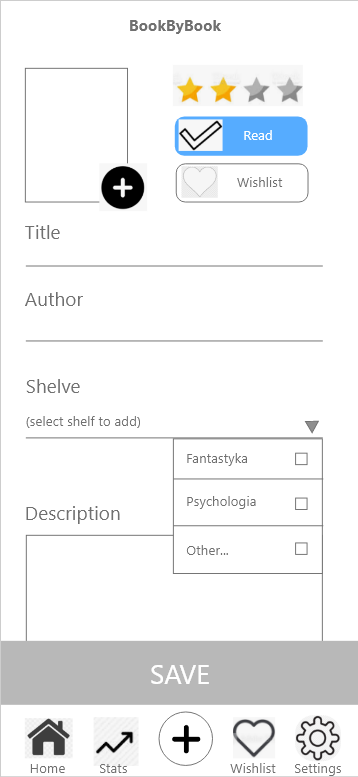 BookByBook
Read
Wishlist
Title
Author
Shelve
(select shelf to add)
Fantastyka
Psychologia
Other...
Description
SAVE
Home
Stats
Wishlist
Settings